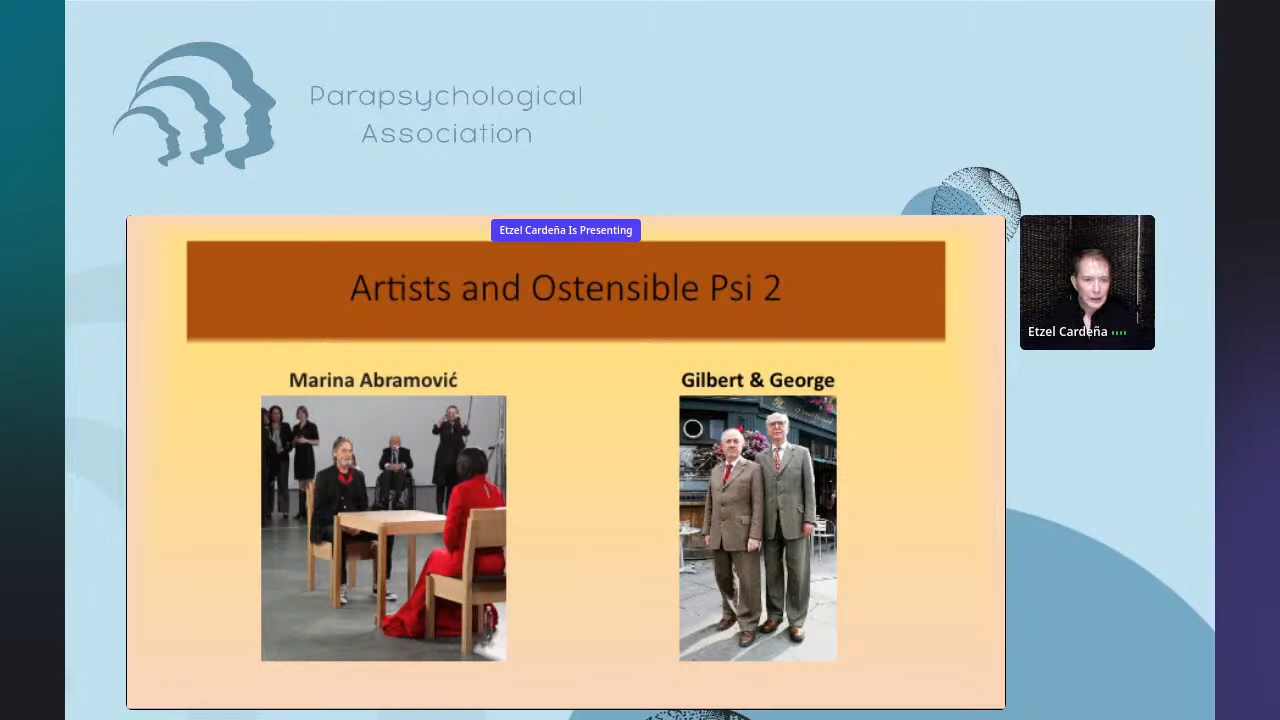 Parapsychological
Association
Etzel Cardeña Is Presenting
Artists and Ostensible Psi 2
Marina Abramović
Gilbert & George
Etzel Cardeña